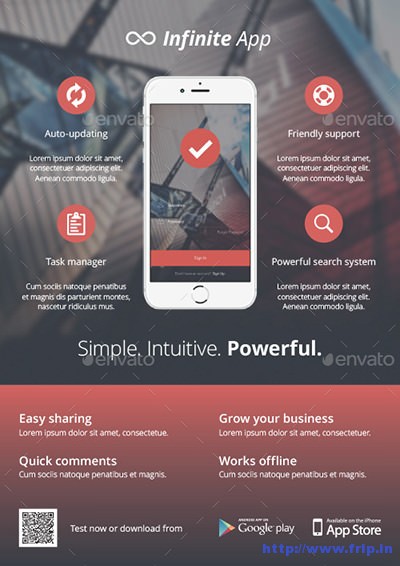 Infinite App
Auto-updating
Lorem ipsum dolor sit amet,
consectetuer adipiscing elit.
Aenean commodo ligula.
Friendly support
Lorem ipsum dolor sit amet,
consectetuer adipiscing elit.
Aenean commodo ligula.
Task manager
Cum sociis natoque penatibus et
magnis dis parturient montes,
nascetur ridiculus mus.
Powerful search system
Lorem ipsum dolor sit amet,
consectetuer adipiscing elit.
Aenean commodo ligula.
Sign In
Sign Up
envato
envato
envato
envato
envato
Simple. Intuitive. Powerful.
Easy sharing
Lorem ipsum dolor sit amet, consectetue.
Grow your business
Lorem ipsum dolor sit amet, consectetuer.
Quick comments
Cum sociis natoque penatibus et magnis.
Works offline
Cum sociis natoque penatibus et magnis.
Test now or download from
ANDROID APP ON
Google play
Available on the iPhone
App Store
http://www.frip.in